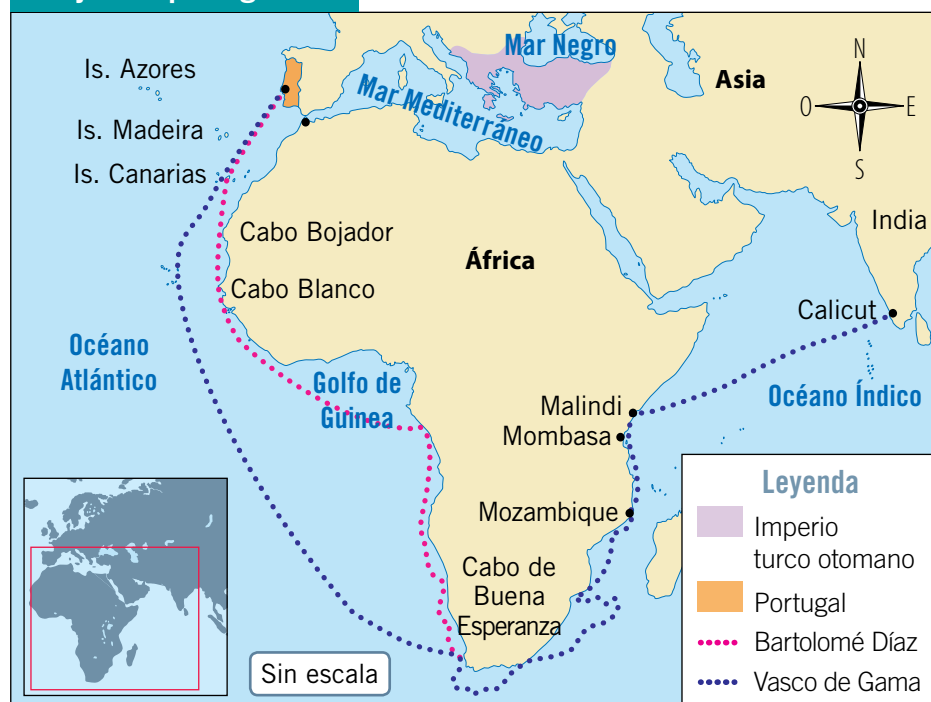 Mar Negro
Asia
Is. Azores
Mar Mediterráneo
N
O
E
S
Is. Madeira
Is. Canarias
India
Cabo Bojador
África
Cabo Blanco
Calicut
Océano
Atlántico
Golfo de
Guinea
Océano Índico
Malindi
Mombasa
Mozambique
Cabo de
Buena
Esperanza
Sin escala
Leyenda
Imperio
turco otomano
Portugal
Bartolomé Díaz
Vasco de Gama